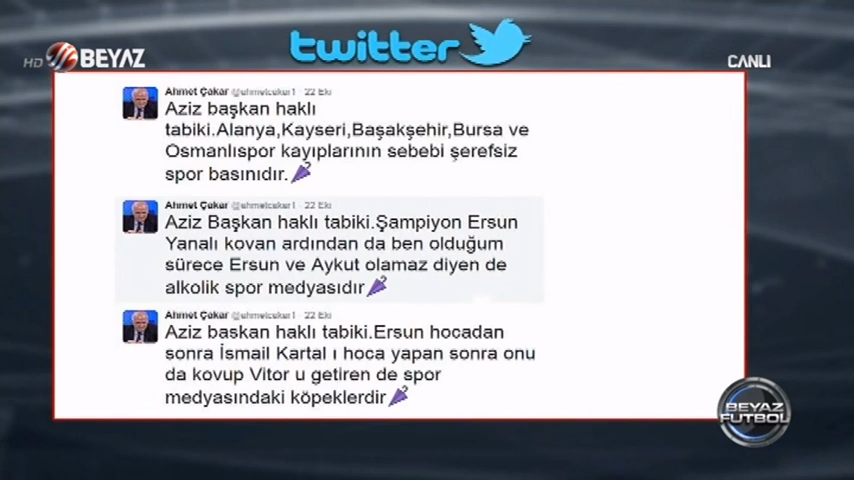 twitter
HD BEYAZ
CANLI
Ahmet Çakar @ahmetcakar1 · 22 Eki
Aziz başkan haklı
tabiki.Alanya,Kayseri,Başakşehir,Bursa ve
Osmanlıspor kayıplarının sebebi şerefsiz
spor basınıdır.
Ahmet Çakar @ahmetcakar1 · 22 Eki
Aziz Başkan haklı tabiki.Şampiyon Ersun
Yanalı kovan ardından da ben olduğum
sürece Ersun ve Aykut olamaz diyen de
alkolik spor medyasıdır
Ahmet Çakar @ahmetcakar1 · 22 Eki
Aziz baskan haklı tabiki.Ersun hocadan
sonra İsmail Kartal ı hoca yapan sonra onu
da kovup Vitor u getiren de spor
medyasındaki köpeklerdir
BEYAZ
FUTBOL